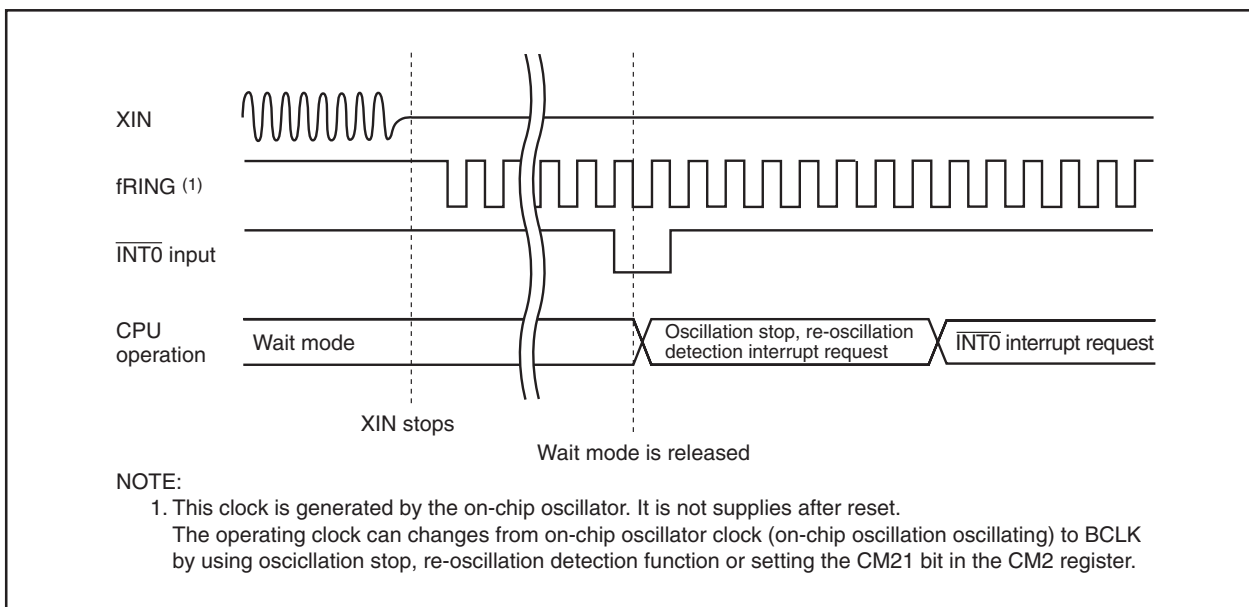 XIN
fRING (1)
INT0 input
CPU
operation
Wait mode
Oscillation stop, re-oscillation
detection interrupt request
INT0 interrupt request
XIN stops
Wait mode is released
NOTE:
1. This clock is generated by the on-chip oscillator. It is not supplies after reset.
The operating clock can changes from on-chip oscillator clock (on-chip oscillation oscillating) to BCLK
by using oscicllation stop, re-oscillation detection function or setting the CM21 bit in the CM2 register.